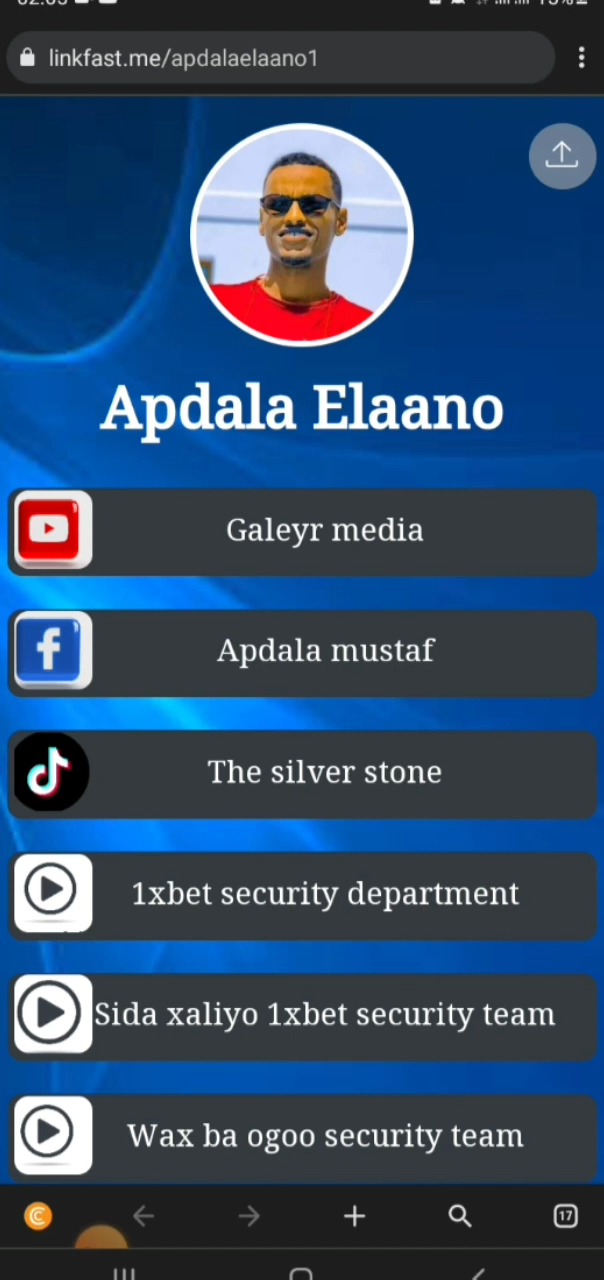 linkfast.me/apdalaelaano1
Apdala Elaano
Galeyr media
Apdala mustaf
The silver stone
1xbet security department
Sida xaliyo 1xbet security team
Wax ba ogoo security team
17